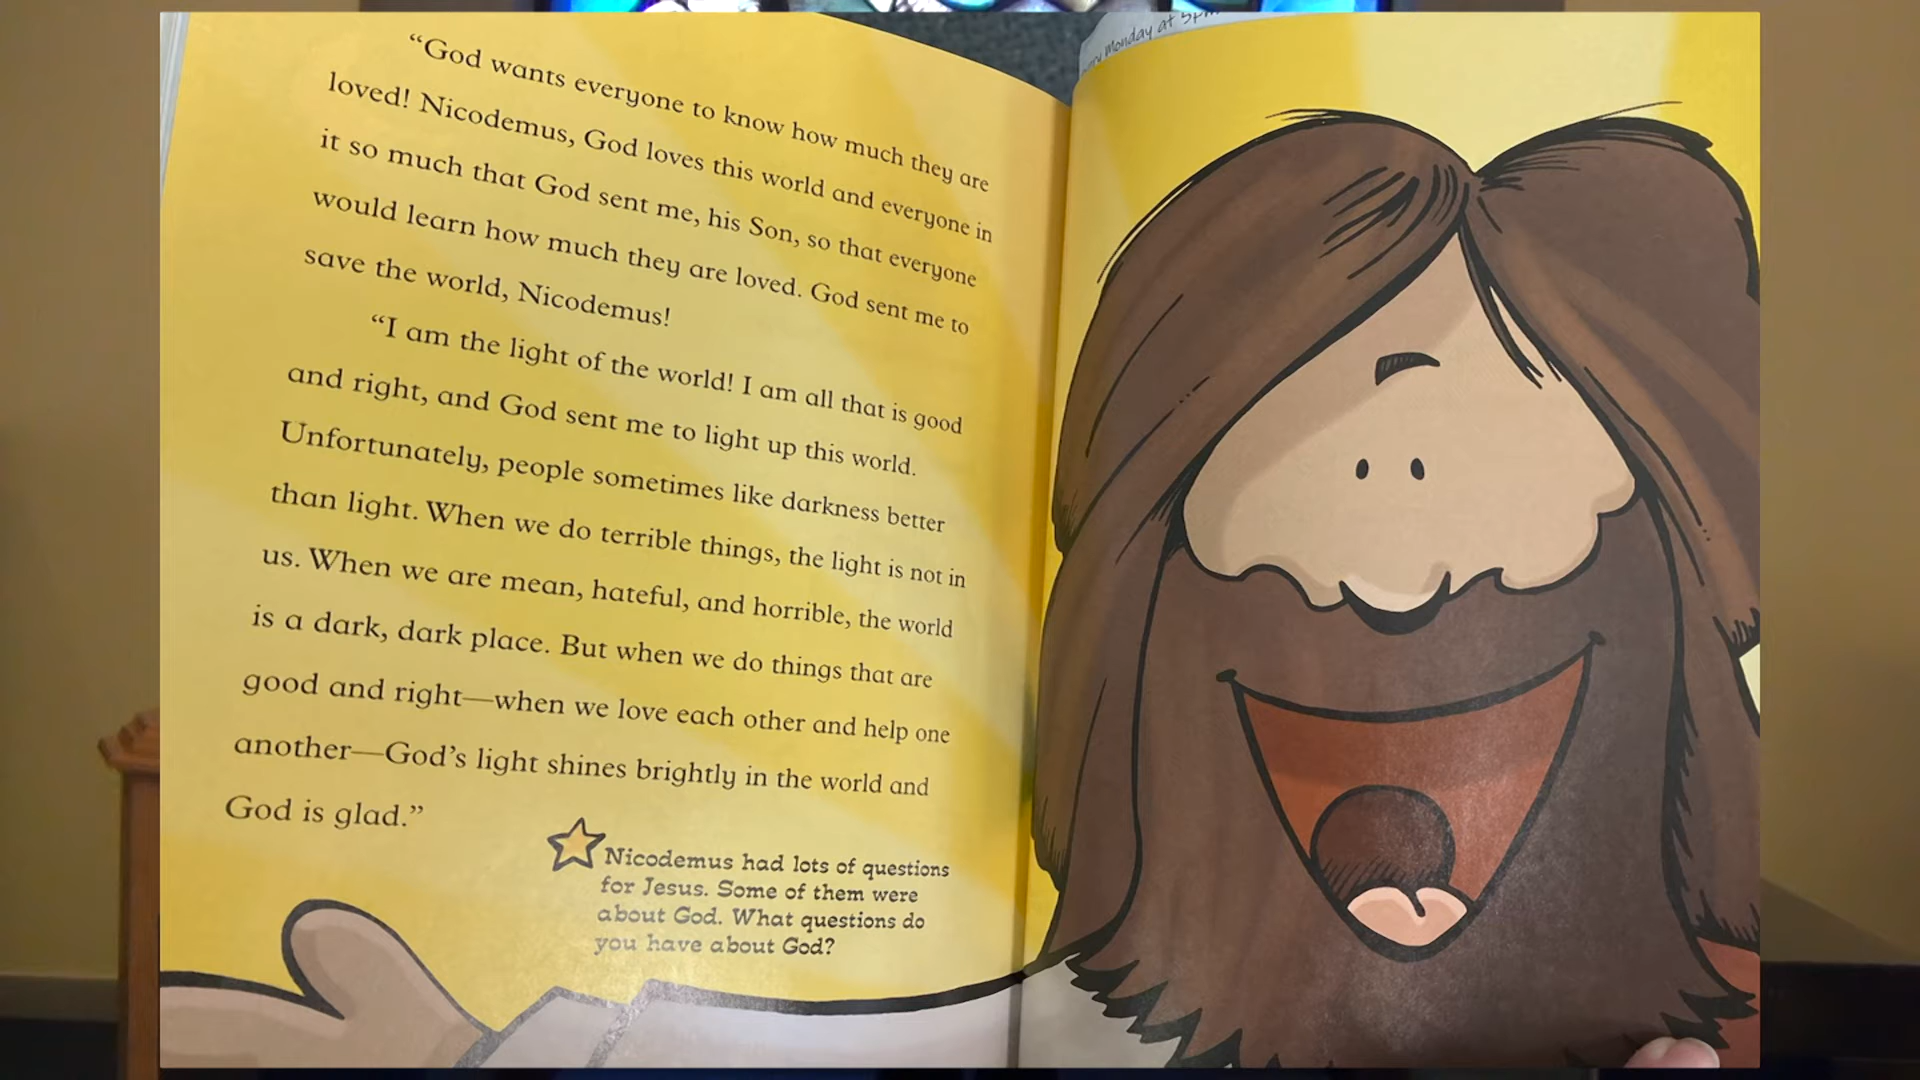 “God wants everyone to know how much they are
loved! Nicodemus, God loves this world and everyone in
it so much that God sent me, his Son, so that everyone
would learn how much they are loved. God sent me to
save the world, Nicodemus!
“I am the light of the world! I am all that is good
and right, and God sent me to light up this world.
Unfortunately, people sometimes like darkness better
than light. When we do terrible things, the light is not in
us. When we are mean, hateful, and horrible, the world
is a dark, dark place. But when we do things that are
good and right—when we love each other and help one
another—God’s light shines brightly in the world and
God is glad.”
Nicodemus had lots of questions
for Jesus. Some of them were
about God. What questions do
you have about God?
Monday at 5pm